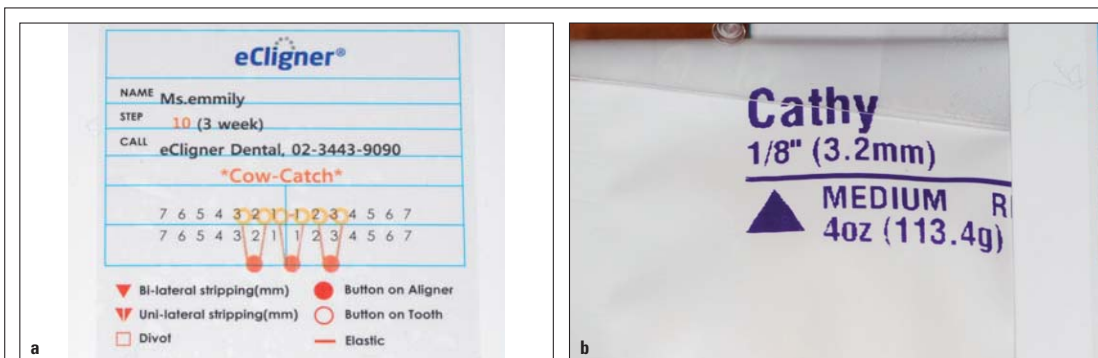 eCligner®
NAME Ms.emmily
STEP 10 (3 week)
CALL eCligner Dental, 02-3443-9090
*Cow-Catch*
7 6 5 4 3 2 1 1 2 3 4 5 6 7
7 6 5 4 3 2 1 1 2 3 4 5 6 7
Bi-lateral stripping(mm) Button on Aligner
Uni-lateral stripping(mm) Button on Tooth
Divot Elastic
a
Cathy
1/8" (3.2mm)
MEDIUM
4oz (113.4g)
b